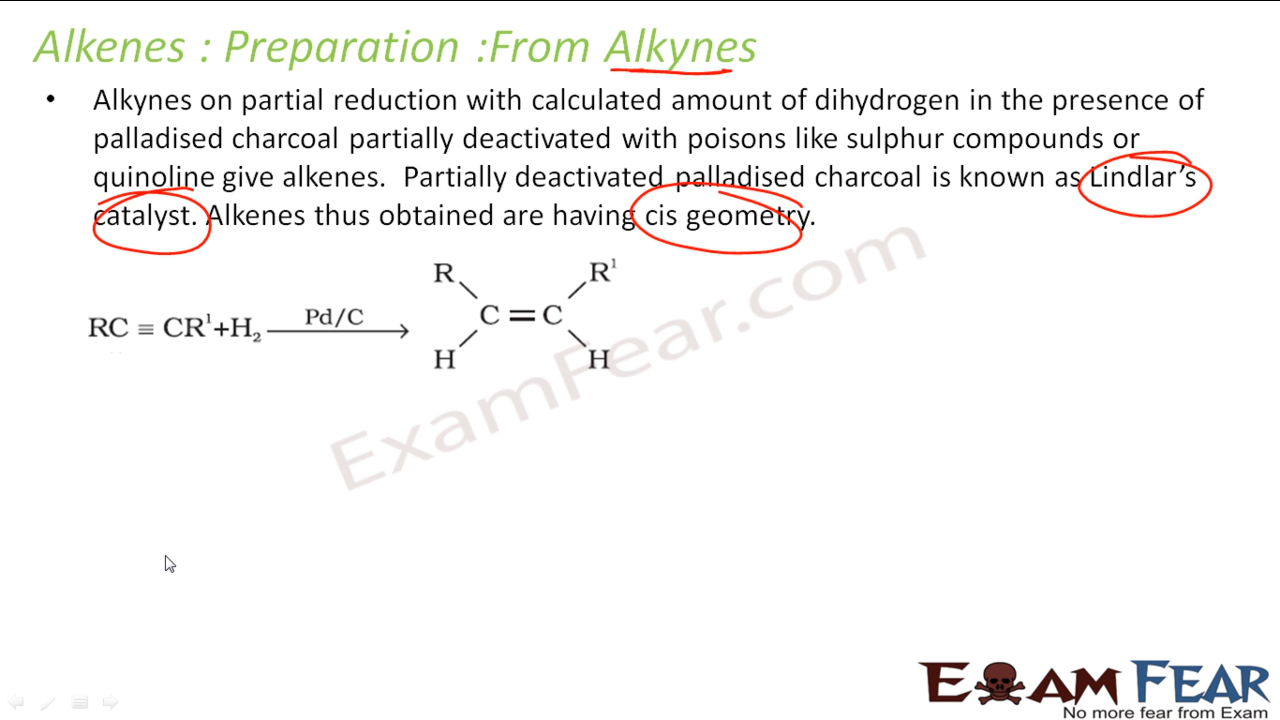 Alkenes : Preparation :From Alkynes
• Alkynes on partial reduction with calculated amount of dihydrogen in the presence of
palladised charcoal partially deactivated with poisons like sulphur compounds or
quinoline give alkenes. Partially deactivated palladised charcoal is known as Lindlar's
catalyst. Alkenes thus obtained are having cis geometry.
R R¹
RC ≡ CR¹+H₂ Pd/C C = C
H H
ExamFear.com
EXAM FEAR
No more fear from Exam